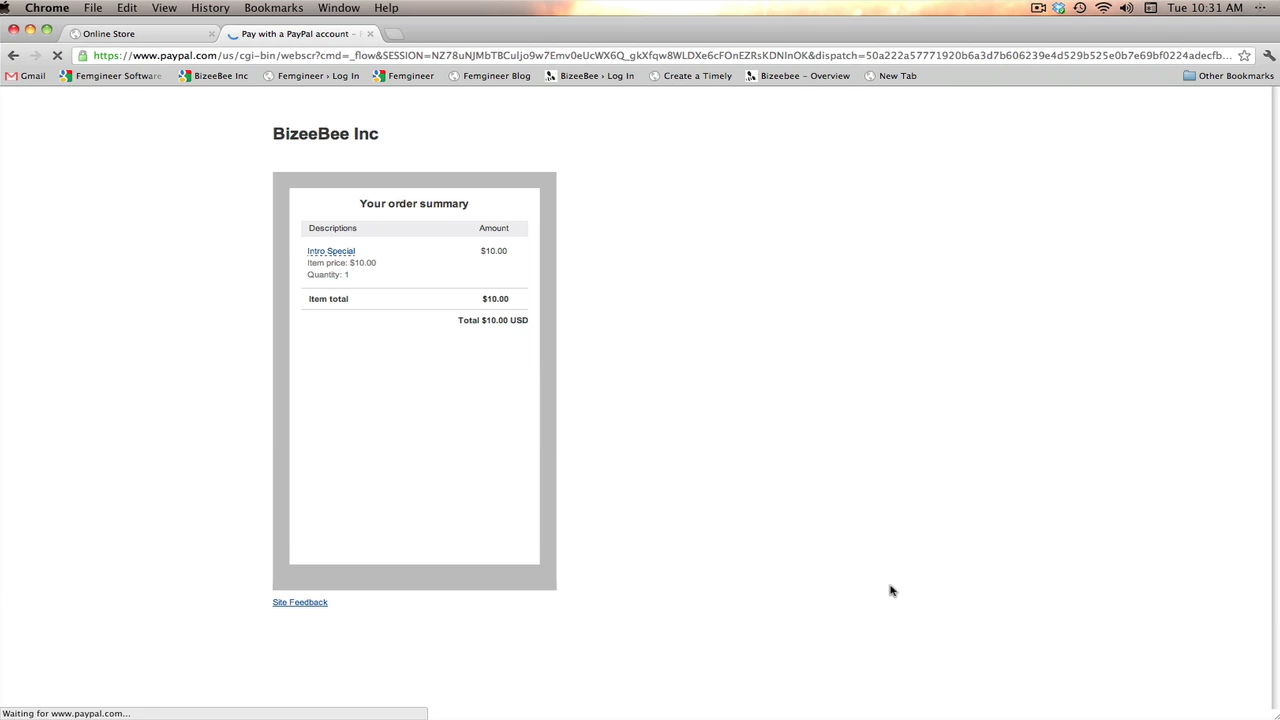 Chrome File Edit View History Bookmarks Window Help Tue 10:31 AM
Online Store Pay with a PayPal account –
https://www.paypal.com/us/cgi-bin/webscr?cmd=_flow&SESSION=
Gmail Femgineer Software BizeeBee Inc Femgineer › Log In Femgineer Femgineer Blog BizeeBee › Log In Create a Timely Bizeebee – Overview New Tab Other Bookmarks
BizeeBee Inc
Your order summary
Descriptions Amount
Intro Special $10.00
Item price: $10.00
Quantity: 1
Item total $10.00
Total $10.00 USD
Site Feedback
Waiting for www.paypal.com...